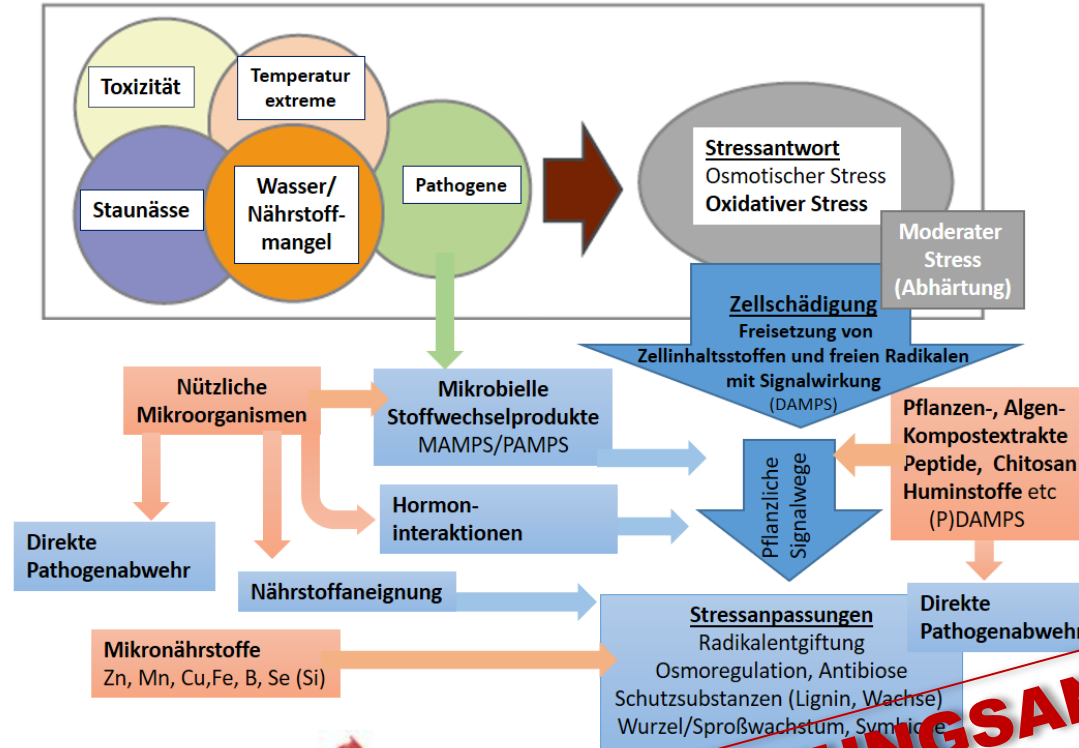 Toxizität
Temperatur
extreme
Staunässe
Wasser/
Nährstoff-
mangel
Pathogene
Stressantwort
Osmotischer Stress
Oxidativer Stress
Moderater
Stress
(Abhärtung)
Zellschädigung
Freisetzung von
Zellinhaltsstoffen und freien Radikalen
mit Signalwirkung
(DAMPS)
Nützliche
Mikroorganismen
Mikrobielle
Stoffwechselprodukte
MAMPS/PAMPS
Pflanzen-, Algen-
Kompostextrakte
Peptide, Chitosan
Huminstoffe etc
(P)DAMPS
Pflanzliche
Signalwege
Hormon-
interaktionen
Direkte
Pathogenabwehr
Nährstoffaneignung
Direkte
Pathogenabwehr
Stressanpassungen
Radikalentgiftung
Osmoregulation, Antibiose
Schutzsubstanzen (Lignin, Wachse)
Wurzel/Sproßwachstum, Symbiose
Mikronährstoffe
Zn, Mn, Cu,Fe, B, Se (Si)